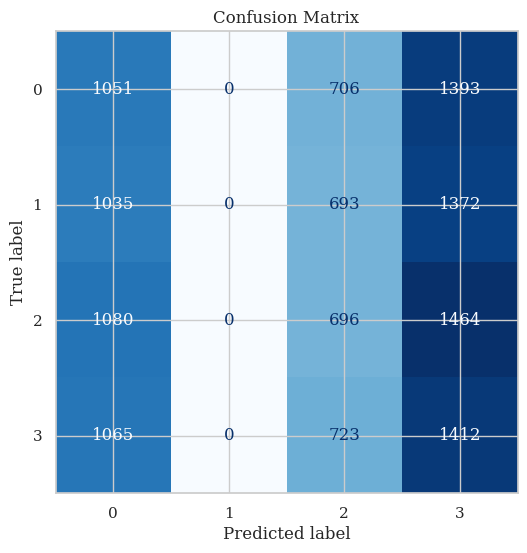 Confusion Matrix
0 1051 0 706 1393
1 1035 0 693 1372
2 1080 0 696 1464
3 1065 0 723 1412
0 1 2 3
Predicted label
True label